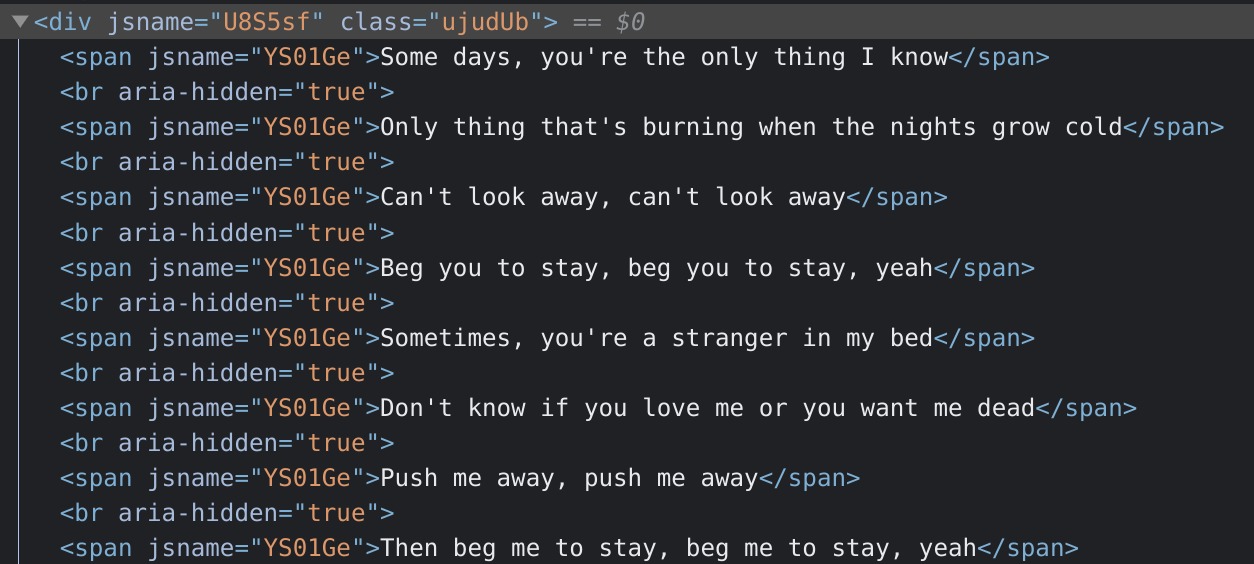 ▼<div jsname="U8S5sf" class="ujudUb"> == $0
<span jsname="YS01Ge">Some days, you're the only thing I know</span>
<br aria-hidden="true">
<span jsname="YS01Ge">Only thing that's burning when the nights grow cold</span>
<br aria-hidden="true">
<span jsname="YS01Ge">Can't look away, can't look away</span>
<br aria-hidden="true">
<span jsname="YS01Ge">Beg you to stay, beg you to stay, yeah</span>
<br aria-hidden="true">
<span jsname="YS01Ge">Sometimes, you're a stranger in my bed</span>
<br aria-hidden="true">
<span jsname="YS01Ge">Don't know if you love me or you want me dead</span>
<br aria-hidden="true">
<span jsname="YS01Ge">Push me away, push me away</span>
<br aria-hidden="true">
<span jsname="YS01Ge">Then beg me to stay, beg me to stay, yeah</span>